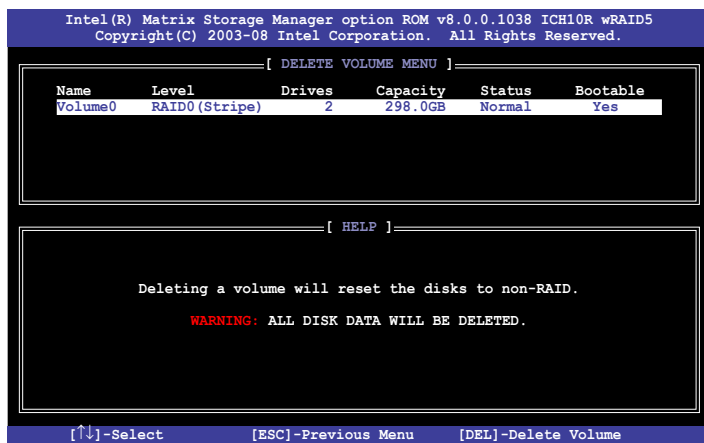 Intel(R) Matrix Storage Manager option ROM v8.0.0.1038 ICH10R wRAID5
Copyright(C) 2003-08 Intel Corporation. All Rights Reserved.
[ DELETE VOLUME MENU ]
Name Level Drives Capacity Status Bootable
Volume0 RAID0(Stripe) 2 298.0GB Normal Yes
[ HELP ]
Deleting a volume will reset the disks to non-RAID.
WARNING: ALL DISK DATA WILL BE DELETED.
[↑↓]-Select [ESC]-Previous Menu [DEL]-Delete Volume